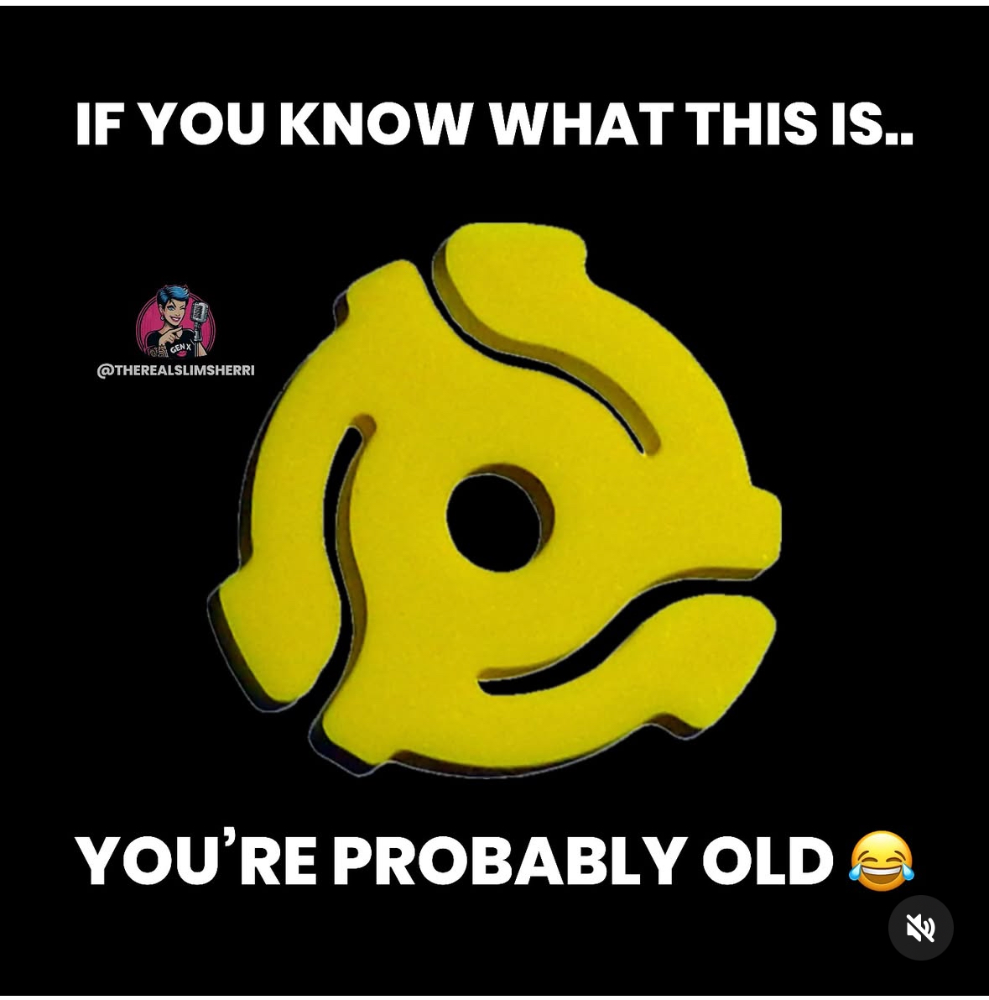 IF YOU KNOW WHAT THIS IS..
GEN X
@THEREALSLIMSHERRI
YOU’RE PROBABLY OLD 😂